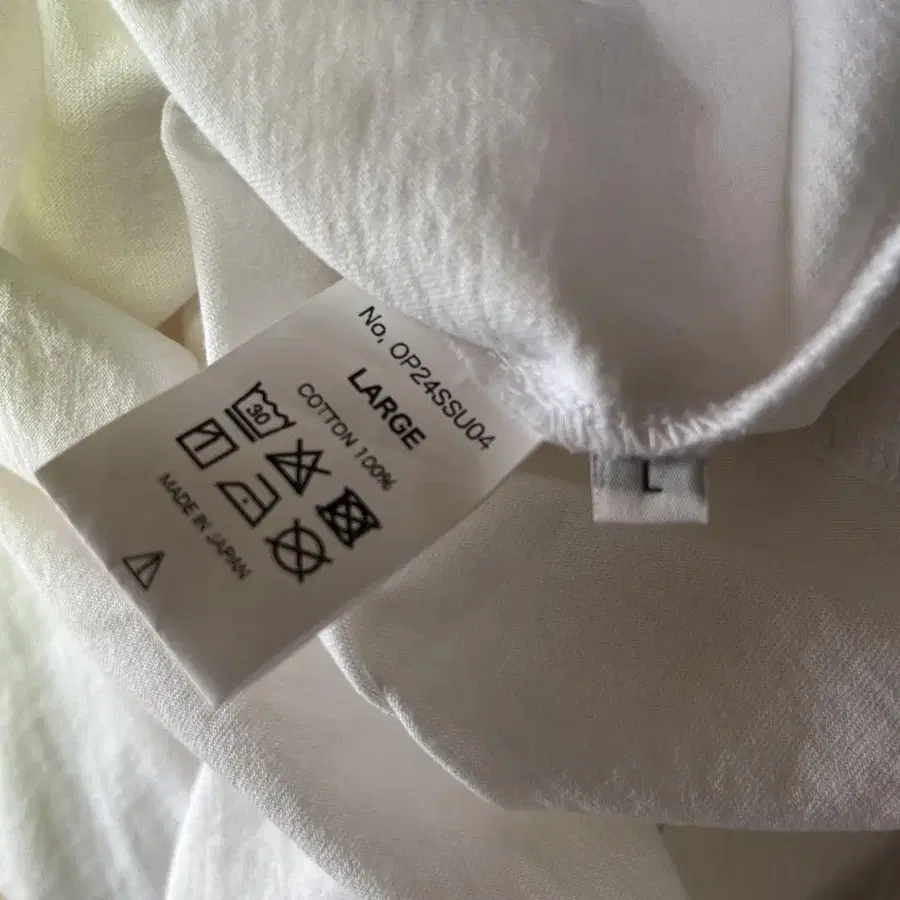 No, OP24SSU04
LARGE
COTTON 100%
30
MADE IN JAPAN
L